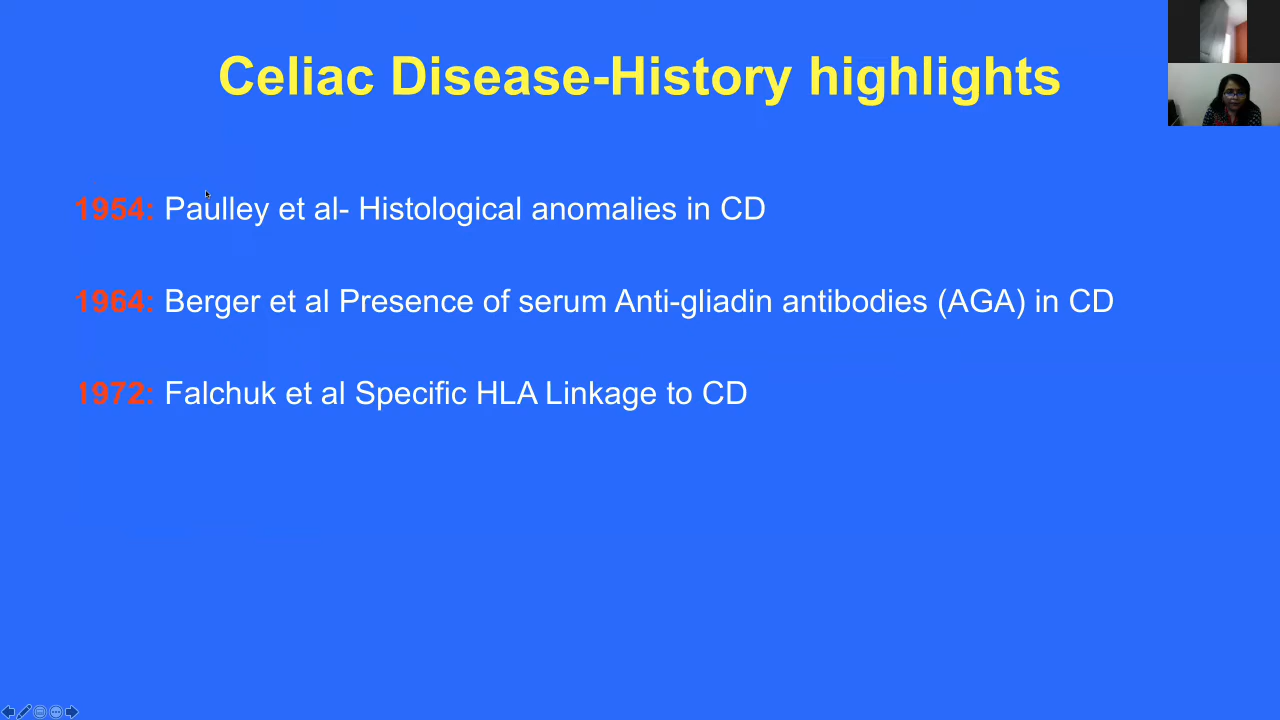 Celiac Disease-History highlights
1954: Paulley et al- Histological anomalies in CD
1964: Berger et al Presence of serum Anti-gliadin antibodies (AGA) in CD
1972: Falchuk et al Specific HLA Linkage to CD